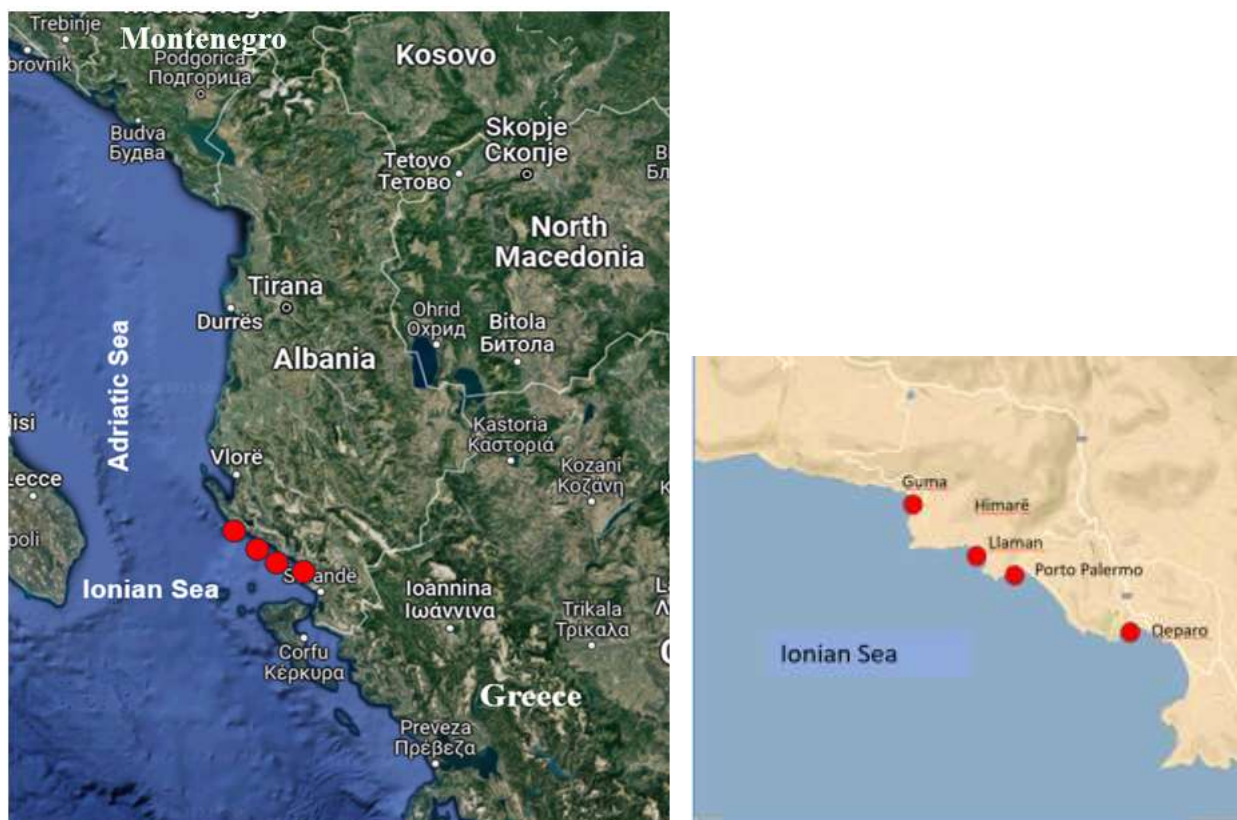 Montenegro
Trebinje
Montenegro
Podgorica
Подгорица
Kosovo
Budva
Будва
Skopje
Скопје
Tetovo
Тетово
North
Macedonia
Tirana
Durrës
Ohrid
Охрид
Bitola
Битола
Albania
Adriatic Sea
Kastoria
Καστοριά
Vlorë
Kozani
Κοζάνη
Ionian Sea
Ioannina
Ιωάννινα
Trikala
Τρίκαλα
Corfu
Κέρκυρα
Greece
Preveza
Πρέβεζα
Guma
Himarë
Llaman
Porto Palermo
Qeparo
Ionian Sea